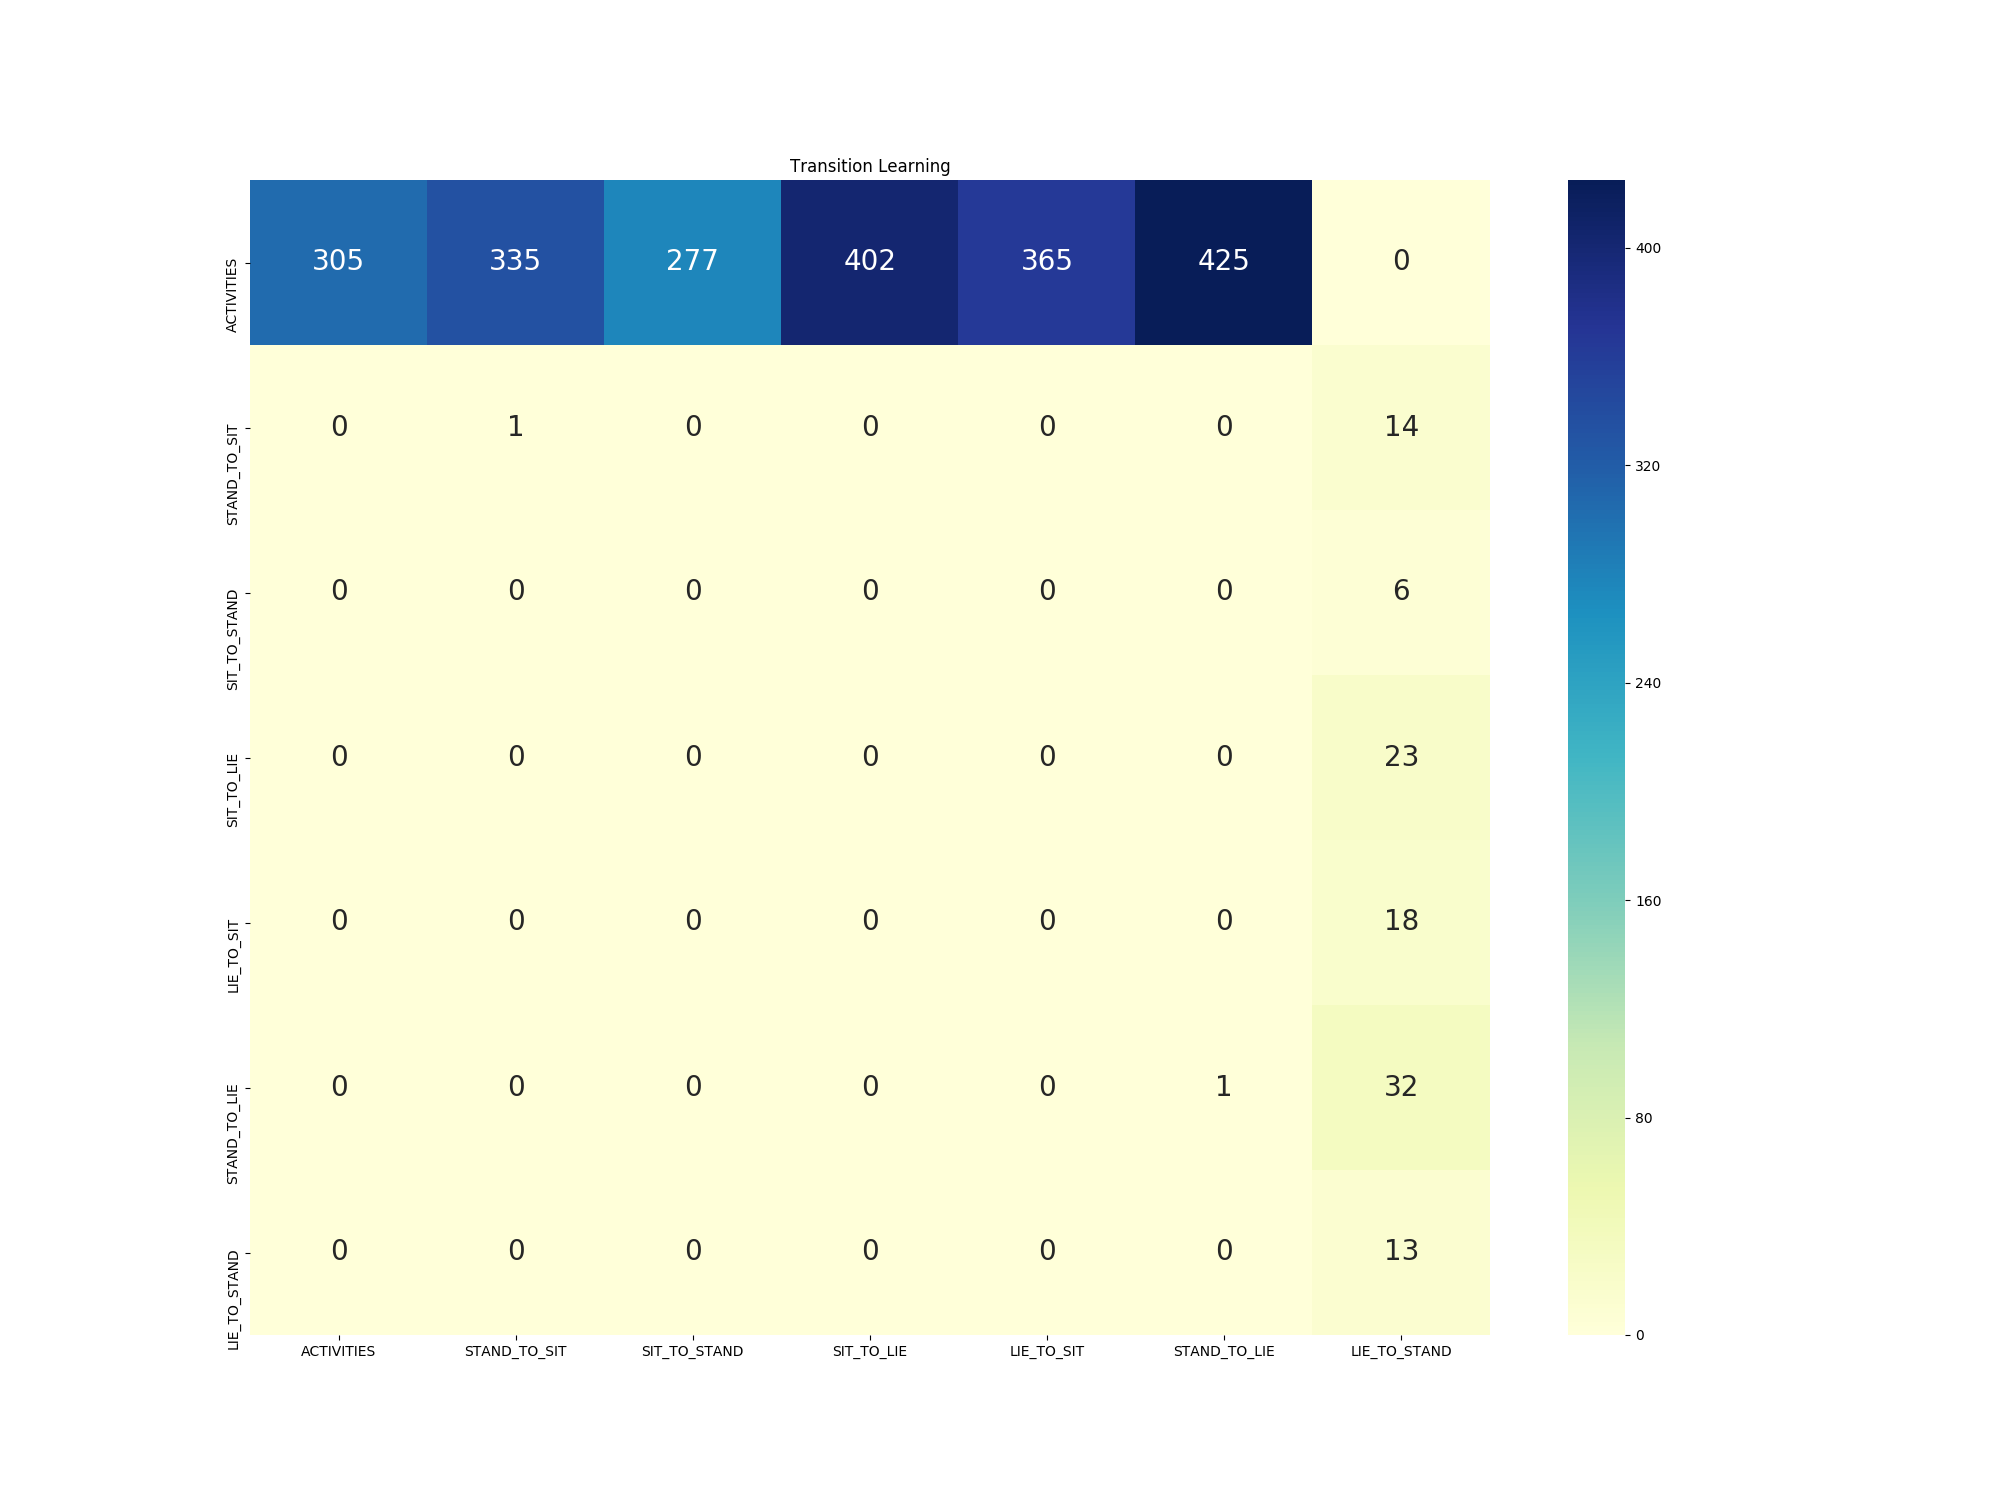 Transition Learning
ACTIVITIES 305 335 277 402 365 425 0
STAND_TO_SIT 0 1 0 0 0 0 14
SIT_TO_STAND 0 0 0 0 0 0 6
SIT_TO_LIE 0 0 0 0 0 0 23
LIE_TO_SIT 0 0 0 0 0 0 18
STAND_TO_LIE 0 0 0 0 0 1 32
LIE_TO_STAND 0 0 0 0 0 0 13
ACTIVITIES STAND_TO_SIT SIT_TO_STAND SIT_TO_LIE LIE_TO_SIT STAND_TO_LIE LIE_TO_STAND
400
320
240
160
80
0